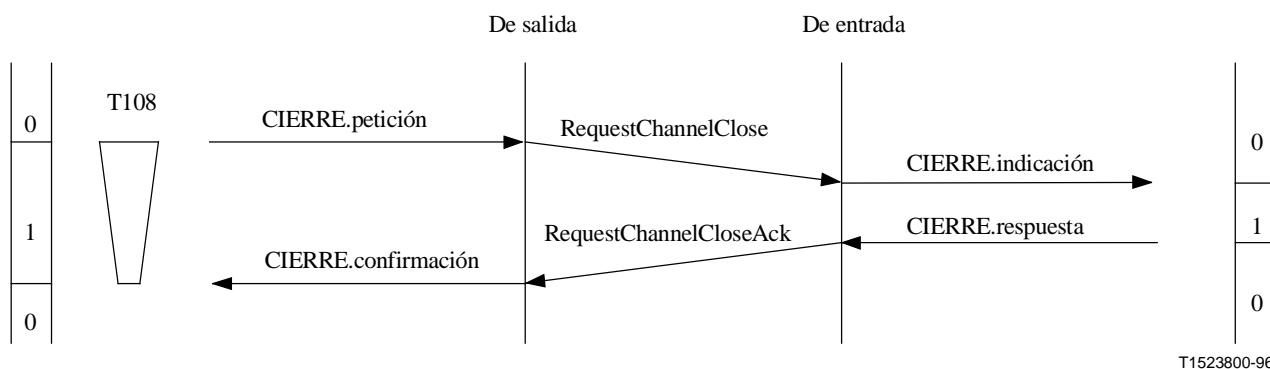 De salida
De entrada
T108
0
CIERRE.petición
RequestChannelClose
0
CIERRE.indicación
1
RequestChannelCloseAck
CIERRE.respuesta
1
CIERRE.confirmación
0
0
T1523800-96